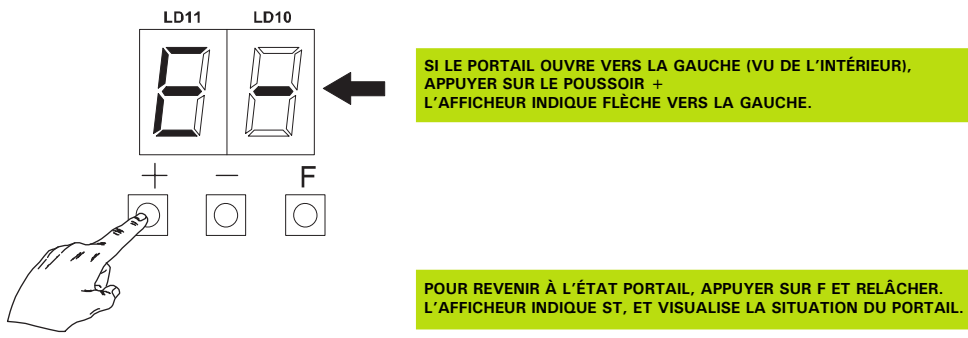 LD11 LD10
E-
SI LE PORTAIL OUVRE VERS LA GAUCHE (VU DE L'INTÉRIEUR),
APPUYER SUR LE POUSSOIR +
L'AFFICHEUR INDIQUE FLÈCHE VERS LA GAUCHE.
+ — F
POUR REVENIR À L'ÉTAT PORTAIL, APPUYER SUR F ET RELÂCHER.
L'AFFICHEUR INDIQUE ST, ET VISUALISE LA SITUATION DU PORTAIL.